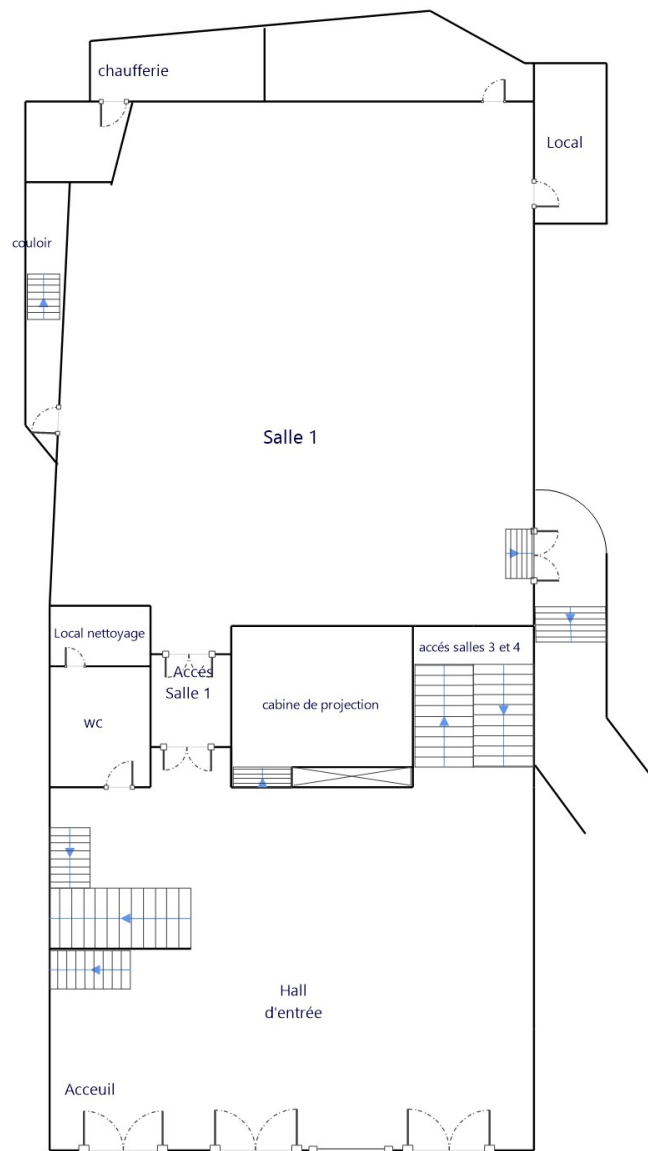 chaufferie
Local
couloir
Salle 1
Local nettoyage
accés salles 3 et 4
Accés
Salle 1
cabine de projection
wc
Hall
d'entrée
Acceuil